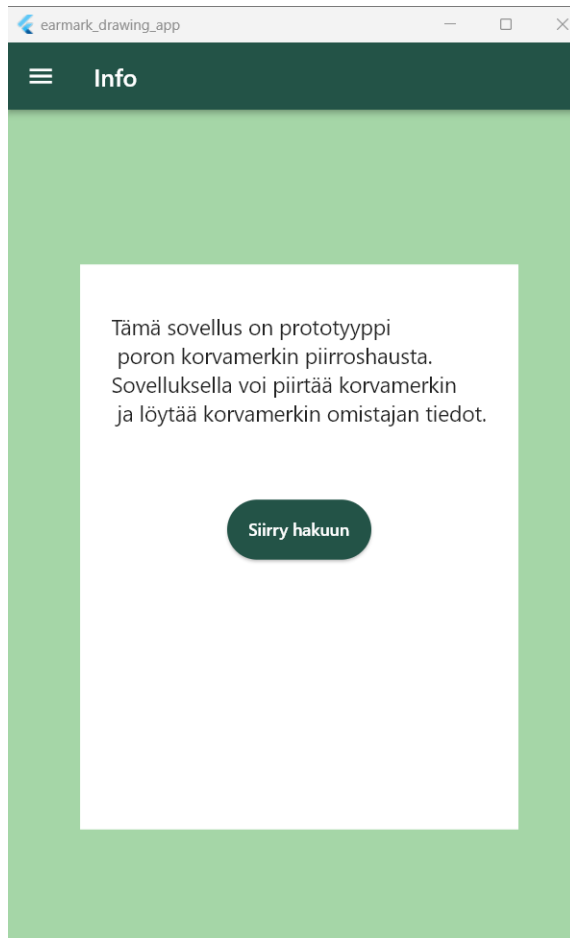 earmark_drawing_app
Info
Tämä sovellus on prototyyppi
poron korvamerkin piirroshausta.
Sovelluksella voi piirtää korvamerkin
ja löytää korvamerkin omistajan tiedot.
Siirry hakuun